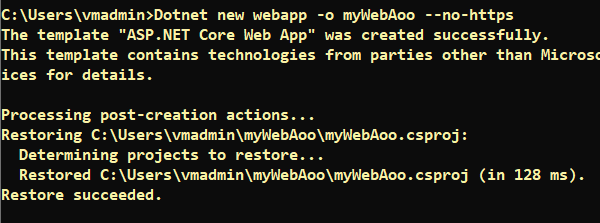 C:\Users\vmadmin>Dotnet new webapp -o myWebAoo --no-https
The template "ASP.NET Core Web App" was created successfully.
This template contains technologies from parties other than Microso
ices for details.
Processing post-creation actions...
Restoring C:\Users\vmadmin\myWebAoo\myWebAoo.csproj:
Determining projects to restore...
Restored C:\Users\vmadmin\myWebAoo\myWebAoo.csproj (in 128 ms).
Restore succeeded.